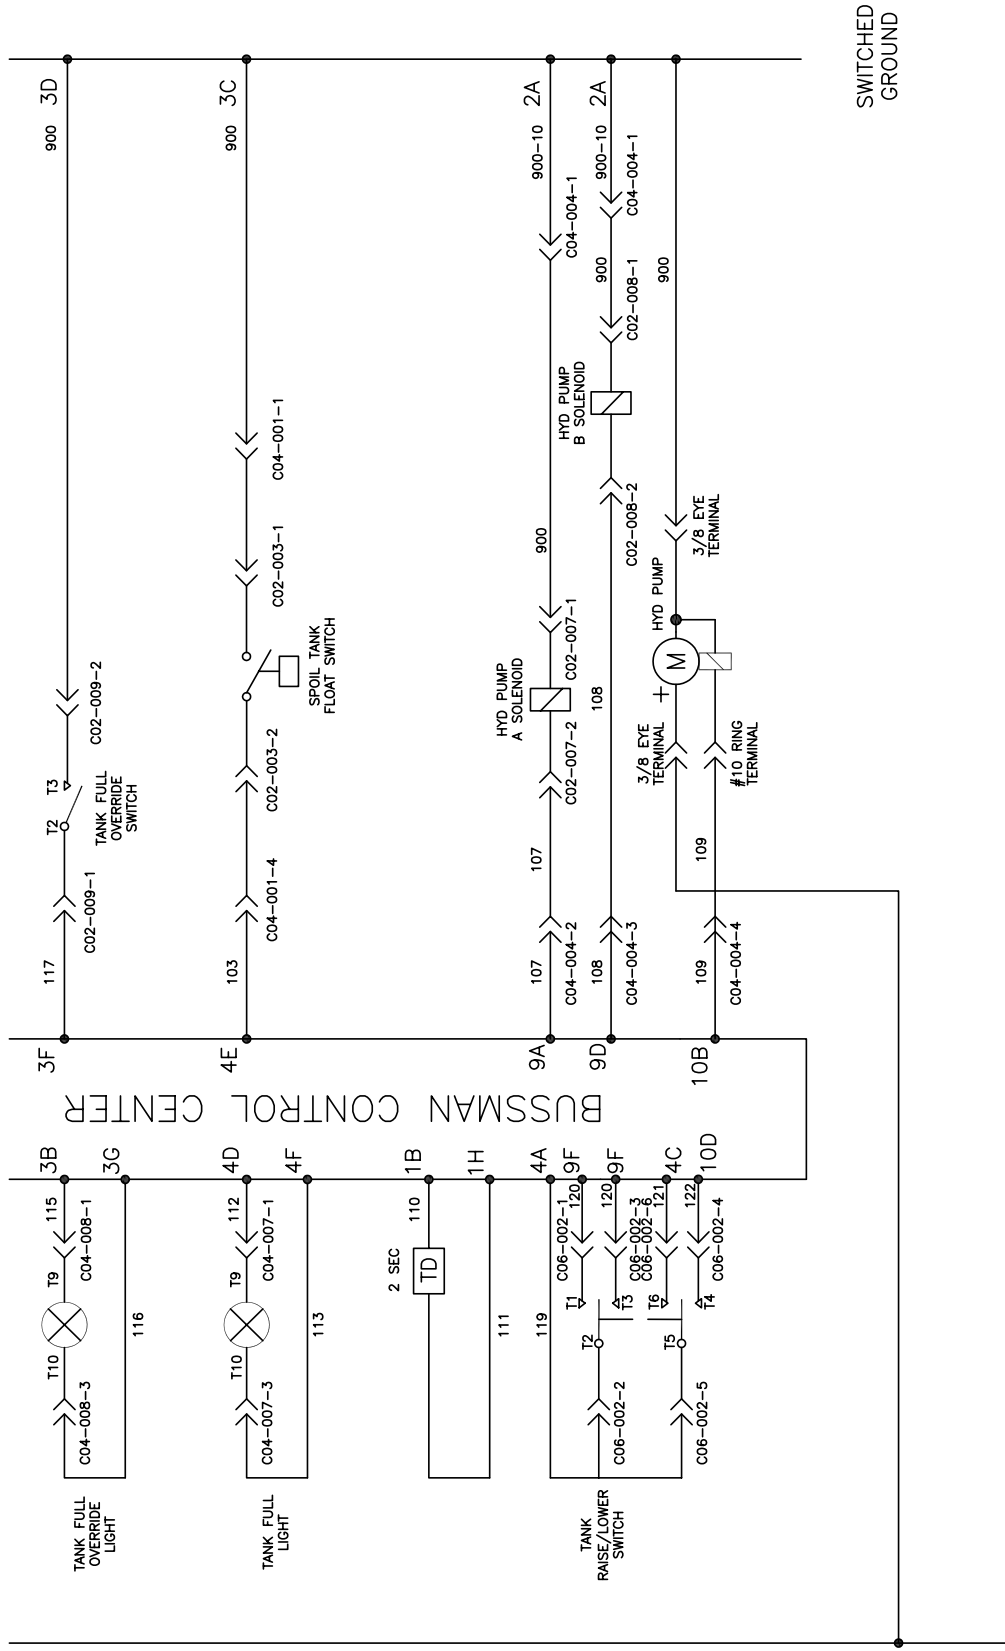 SWITCHED
GROUND
3D
900
C02-009-2
T3
T2
TANK FULL
OVERRIDE
SWITCH
C02-009-1
117
3F
3C
900
C04-001-1
C02-003-1
SPOIL TANK
FLOAT SWITCH
C02-003-2
C04-001-4
103
4E
2A
900-10
C04-004-1
900
C02-007-1
HYD PUMP
A SOLENOID
C02-007-2
107
107
C04-004-2
9A
2A
900-10
C04-004-1
900
C02-008-1
HYD PUMP
B SOLENOID
C02-008-2
108
108
C04-004-3
9D
900
3/8 EYE
TERMINAL
HYD PUMP
M
+
3/8 EYE
TERMINAL
#10 RING
TERMINAL
109
109
C04-004-4
10B
BUSSMAN CONTROL CENTER
3B
115
C04-008-1
T9
T10
C04-008-3
3G
116
TANK FULL
OVERRIDE
LIGHT
4D
112
C04-007-1
T9
T10
C04-007-3
4F
113
TANK FULL
LIGHT
1B
110
2 SEC
TD
1H
111
4A
119
9F
120
C06-002-1
T1
9F
120
C06-002-3
T3
T2
C06-002-2
4C
121
C06-002-6
T6
10D
122
C06-002-4
T4
T5
C06-002-5
TANK
RAISE/LOWER
SWITCH